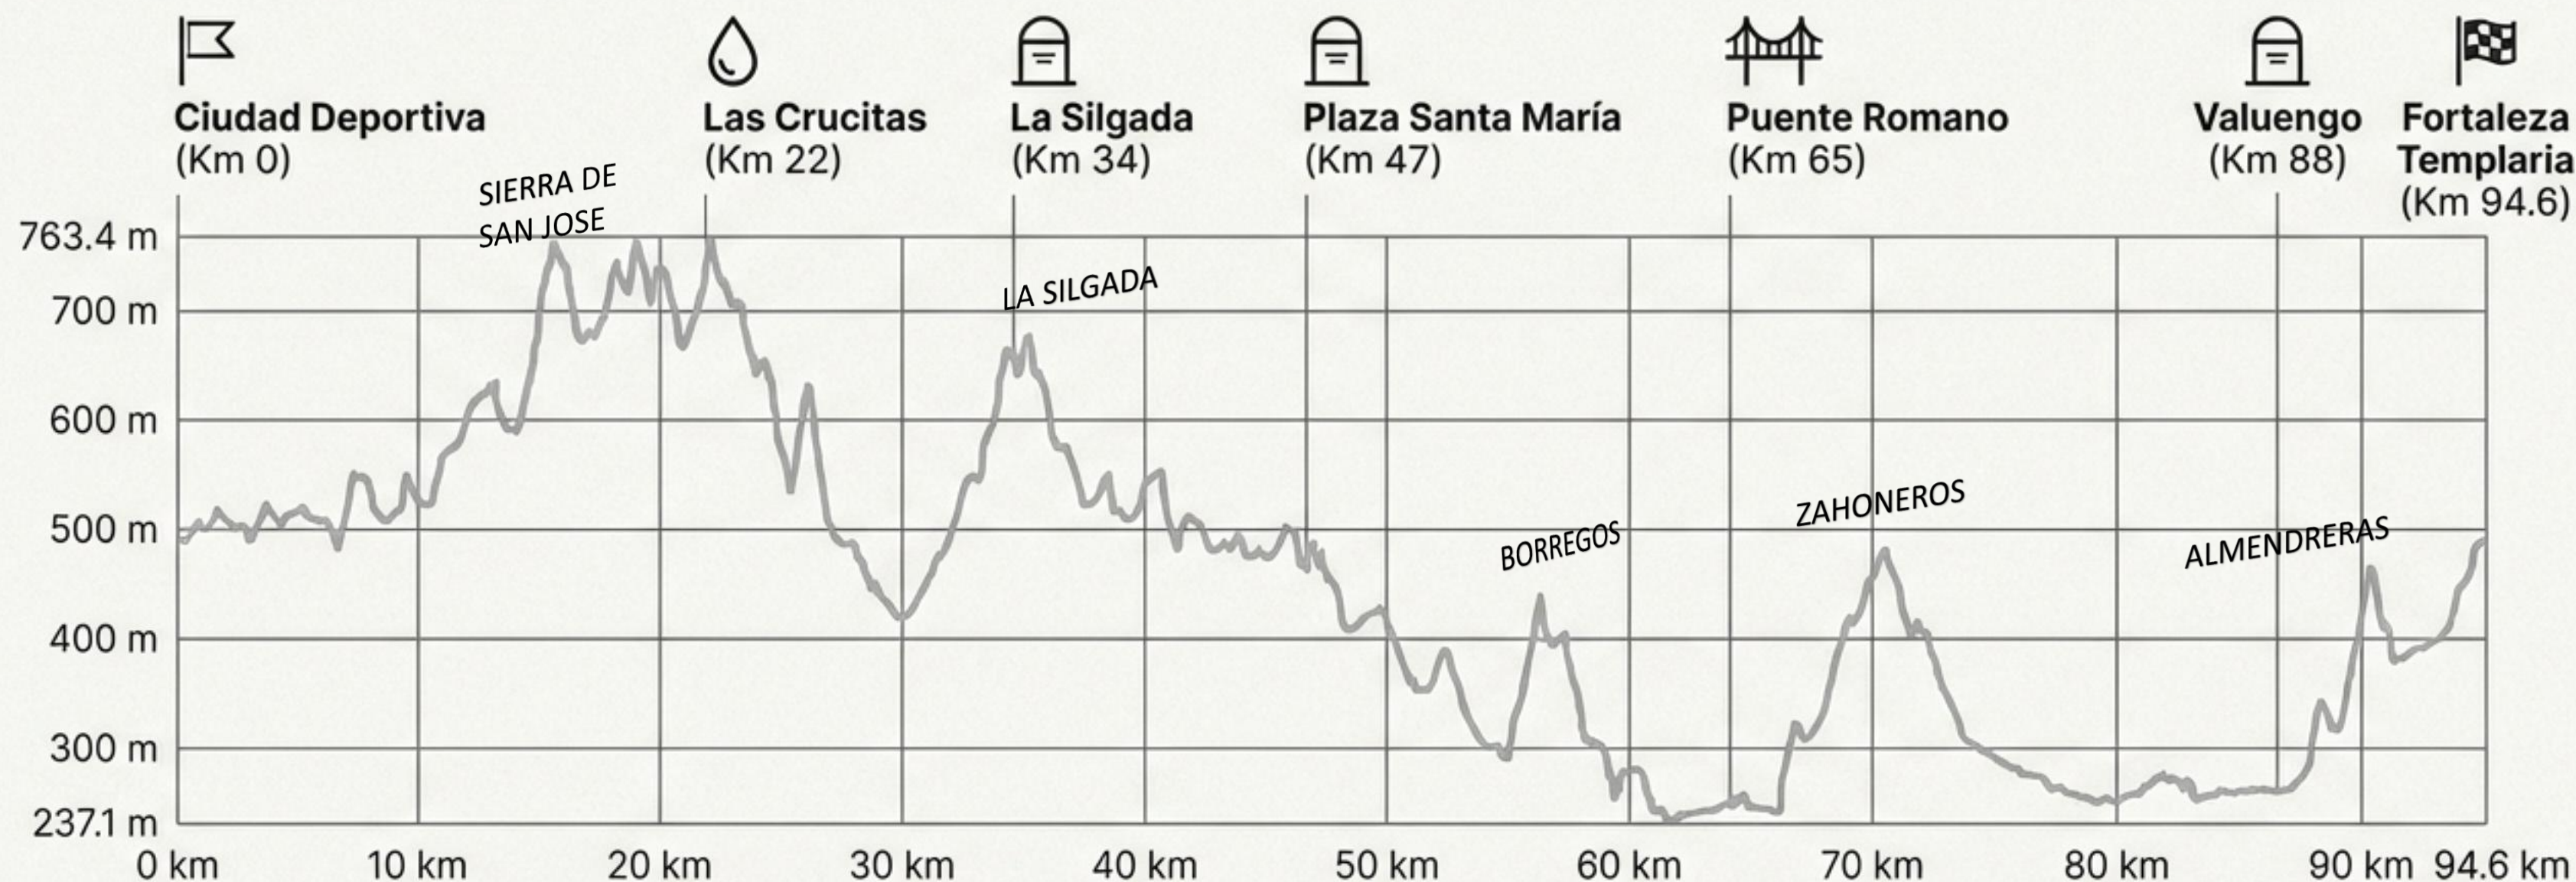 Ciudad Deportiva
(Km 0)
Las Crucitas
(Km 22)
La Silgada
(Km 34)
Plaza Santa María
(Km 47)
Puente Romano
(Km 65)
Valuengo
(Km 88)
Fortaleza
Templaria
(Km 94.6)
SIERRA DE
SAN JOSE
LA SILGADA
BORREGOS
ZAHONEROS
ALMENDRERAS
763.4 m
700 m
600 m
500 m
400 m
300 m
237.1 m
0 km
10 km
20 km
30 km
40 km
50 km
60 km
70 km
80 km
90 km
94.6 km